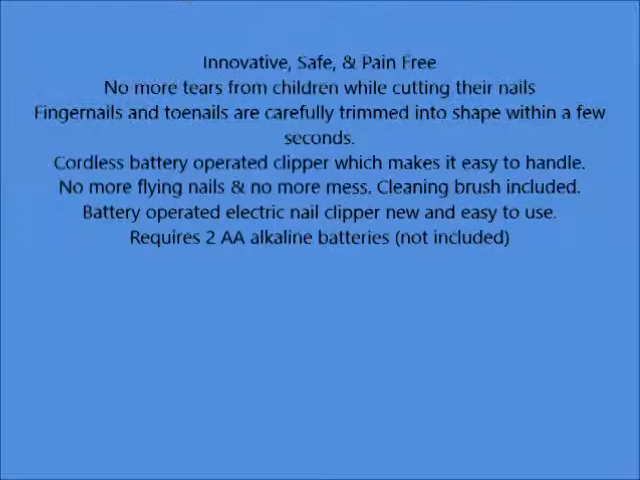 Innovative, Safe, & Pain Free
No more tears from children while cutting their nails
Fingernails and toenails are carefully trimmed into shape within a few
seconds.
Cordless battery operated clipper which makes it easy to handle.
No more flying nails & no more mess. Cleaning brush included.
Battery operated electric nail clipper new and easy to use.
Requires 2 AA alkaline batteries (not included)